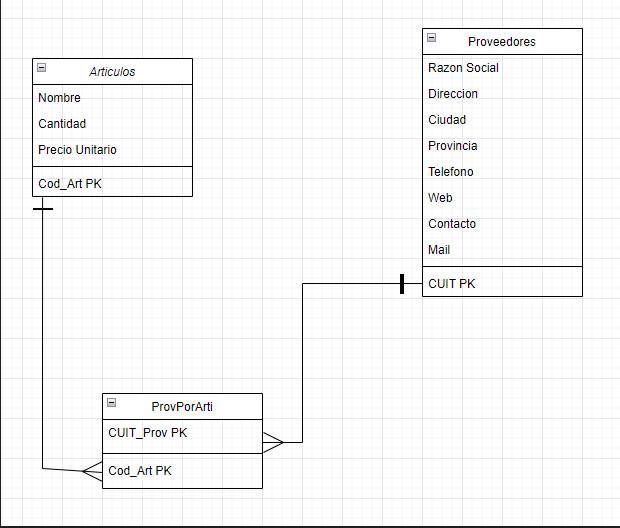 Articulos
Nombre
Cantidad
Precio Unitario
Cod_Art PK
Proveedores
Razon Social
Direccion
Ciudad
Provincia
Telefono
Web
Contacto
Mail
CUIT PK
ProvPorArti
CUIT_Prov PK
Cod_Art PK